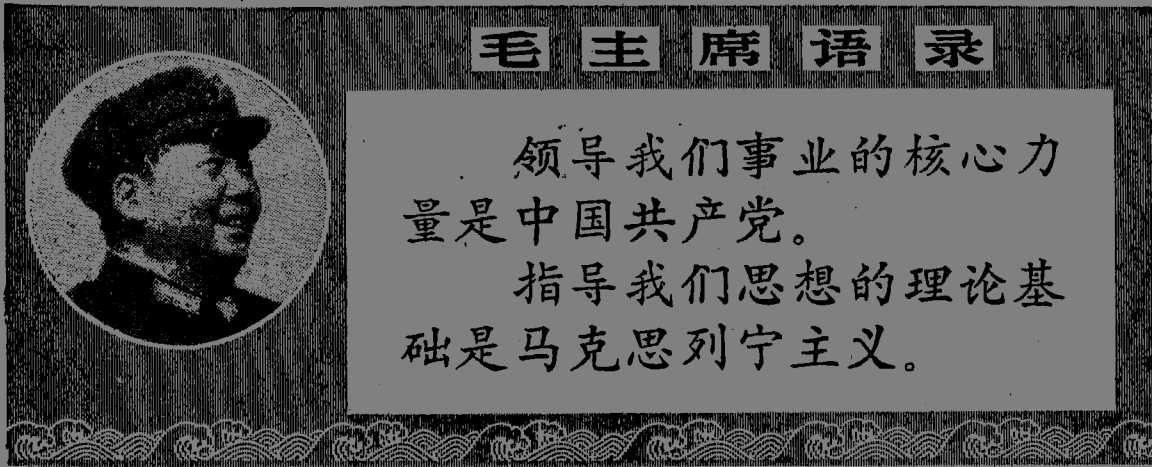 毛主席语录
领导我们事业的核心力
量是中国共产党。
指导我们思想的理论基
础是马克思列宁主义。